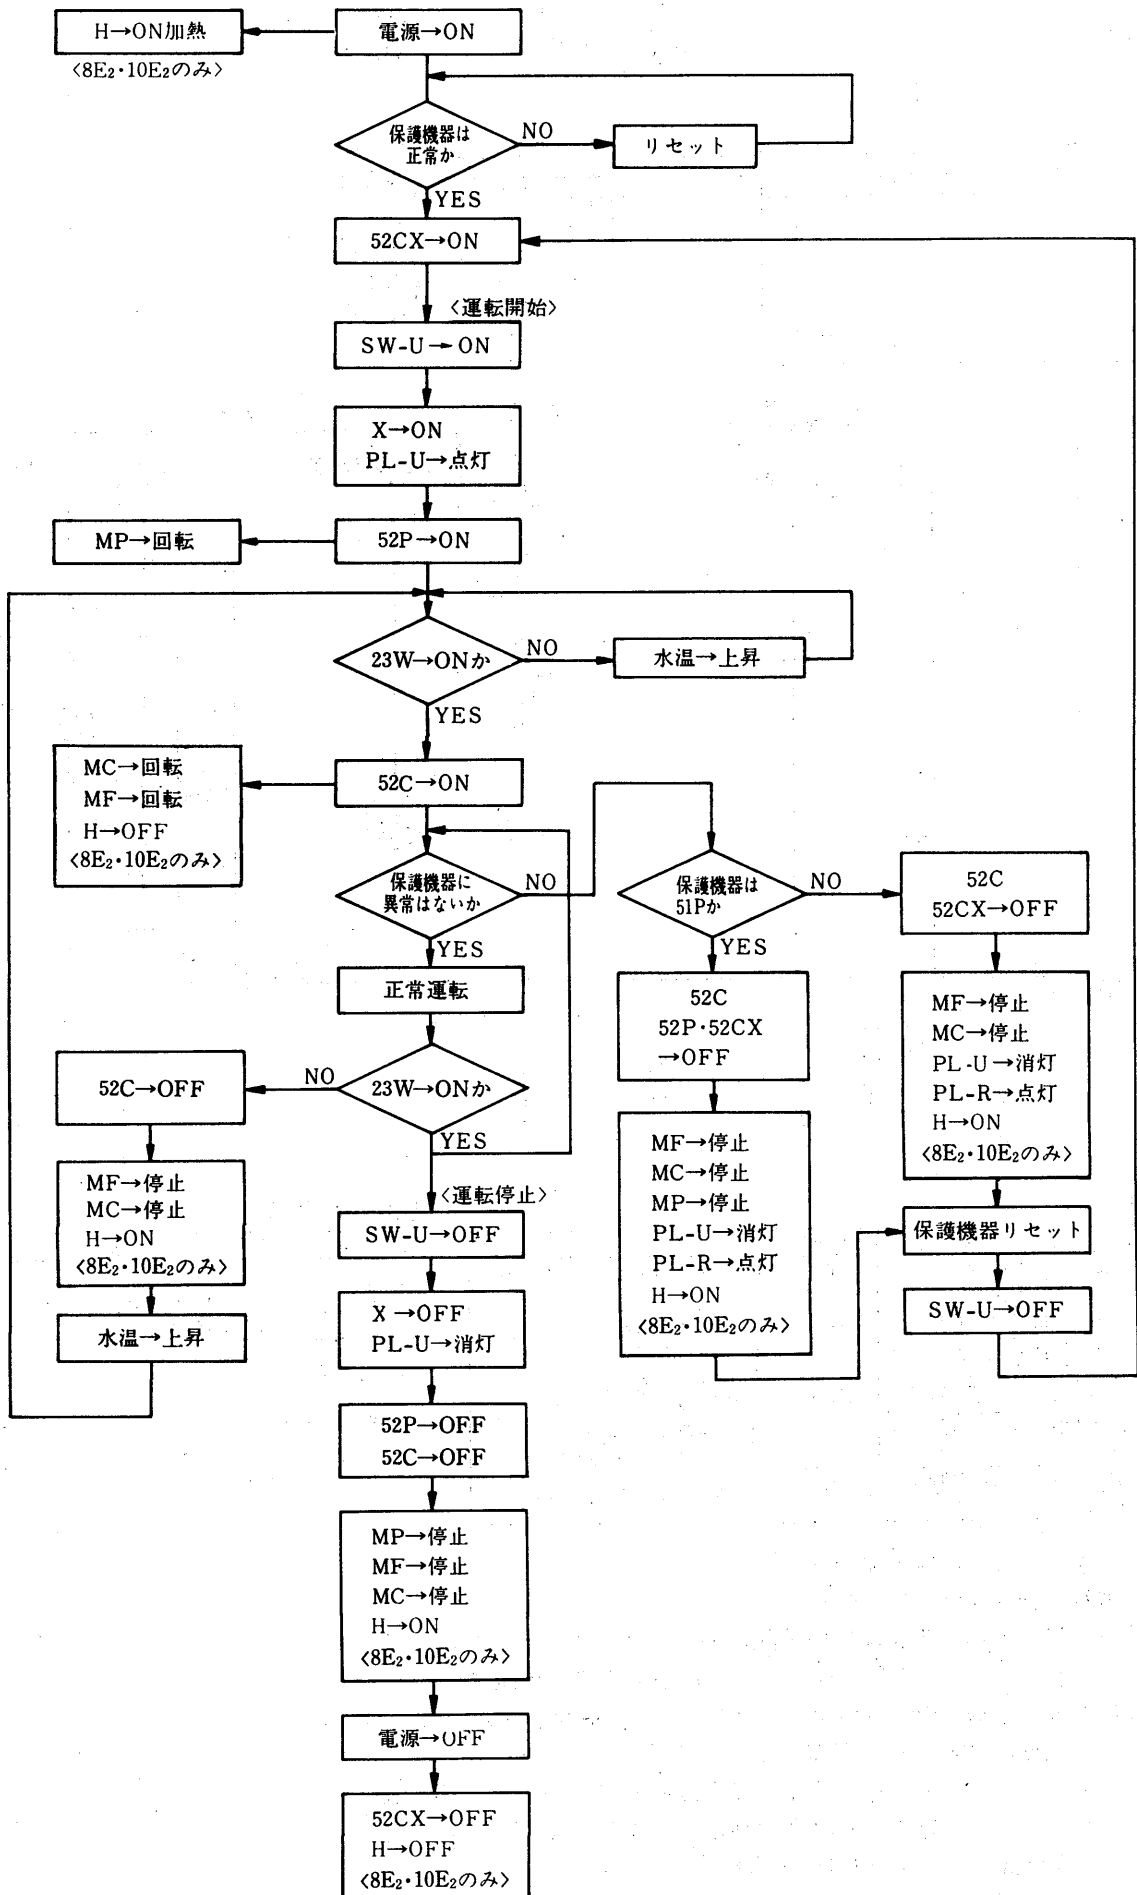 電源→ON
H→ON加熱
〈8E₂・10E₂のみ〉
保護機器は
正常か
NO
リセット
YES
52CX→ON
〈運転開始〉
SW-U→ON
X→ON
PL-U→点灯
52P→ON
MP→回転
23W→ONか
NO
水温→上昇
YES
52C→ON
MC→回転
MF→回転
H→OFF
〈8E₂・10E₂のみ〉
保護機器に
異常はないか
NO
YES
正常運転
23W→ONか
NO
52C→OFF
MF→停止
MC→停止
H→ON
〈8E₂・10E₂のみ〉
水温→上昇
YES
〈運転停止〉
SW-U→OFF
X→OFF
PL-U→消灯
52P→OFF
52C→OFF
MP→停止
MF→停止
MC→停止
H→ON
〈8E₂・10E₂のみ〉
電源→OFF
52CX→OFF
H→OFF
〈8E₂・10E₂のみ〉
保護機器は
51Pか
NO
YES
52C
52P・52CX
→OFF
MF→停止
MC→停止
MP→停止
PL-U→消灯
PL-R→点灯
H→ON
〈8E₂・10E₂のみ〉
52C
52CX→OFF
MF→停止
MC→停止
PL-U→消灯
PL-R→点灯
H→ON
〈8E₂・10E₂のみ〉
保護機器リセット
SW-U→OFF